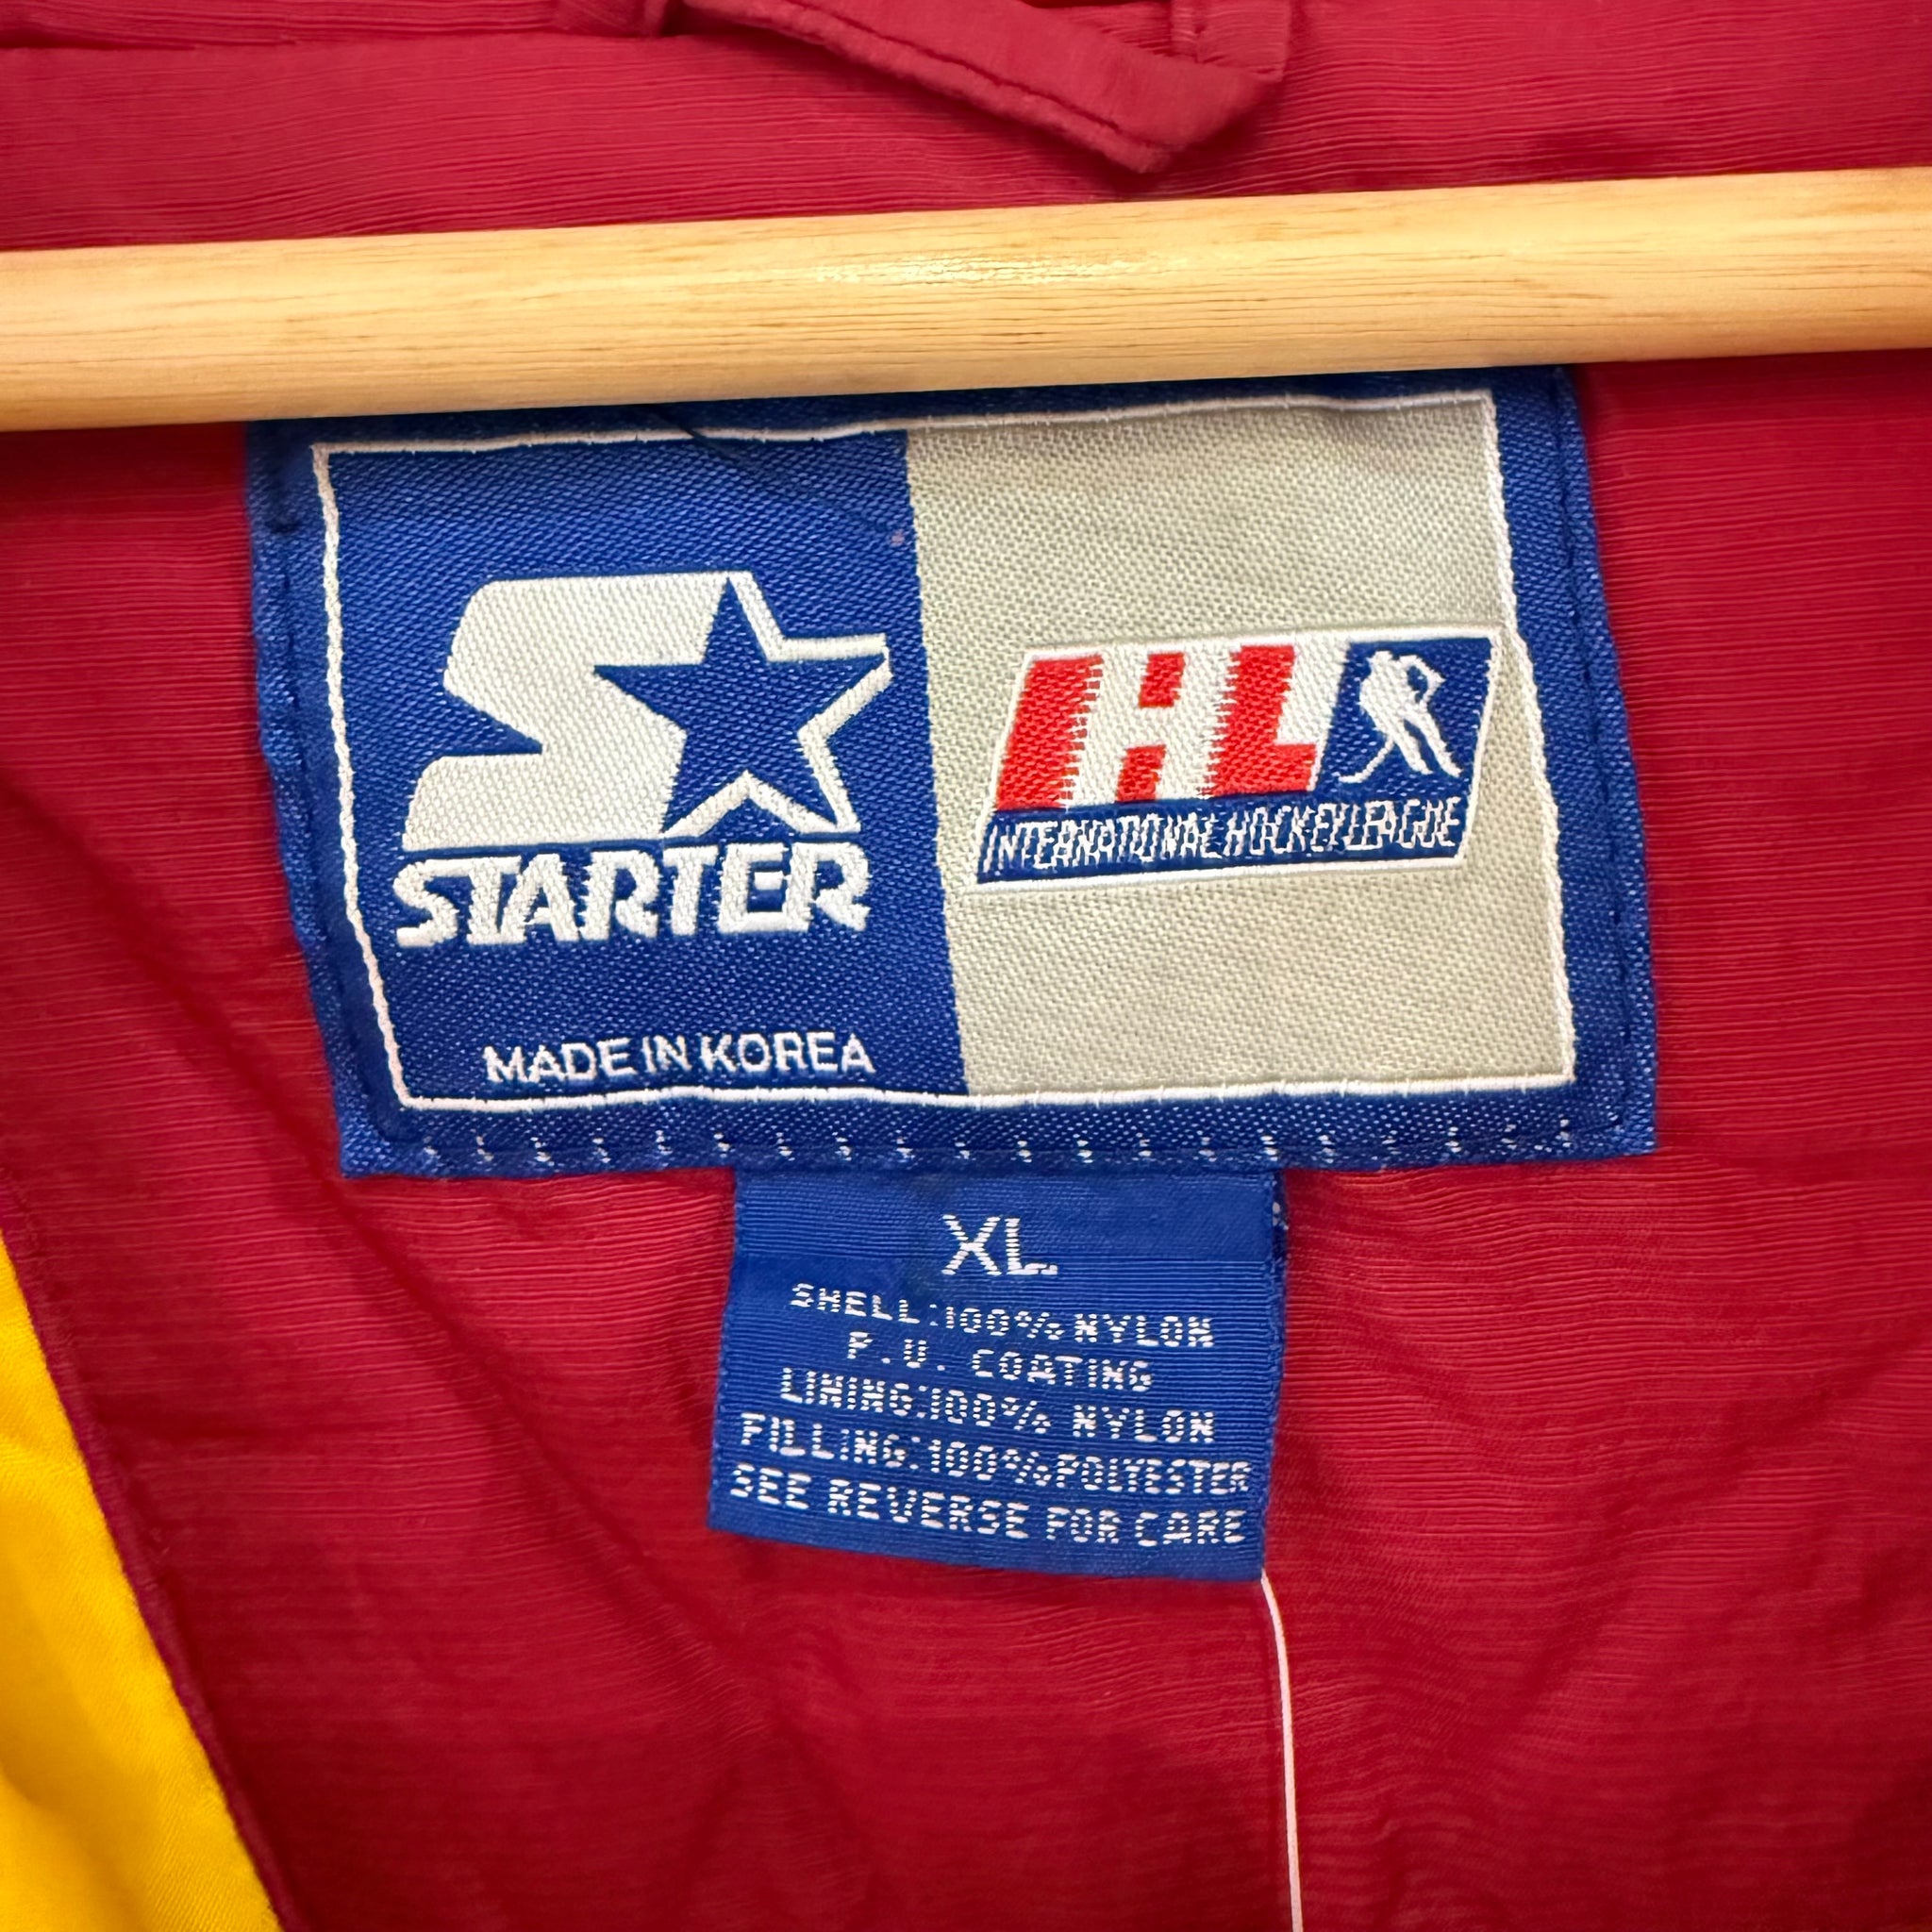 STARTER
MADE IN KOREA
IHL
INTERNATIONAL HOCKEY LEAGUE
XL
SHELL:100% NYLON
P.U. COATING
LINING:100% NYLON
FILLING:100% POLYESTER
SEE REVERSE FOR CARE